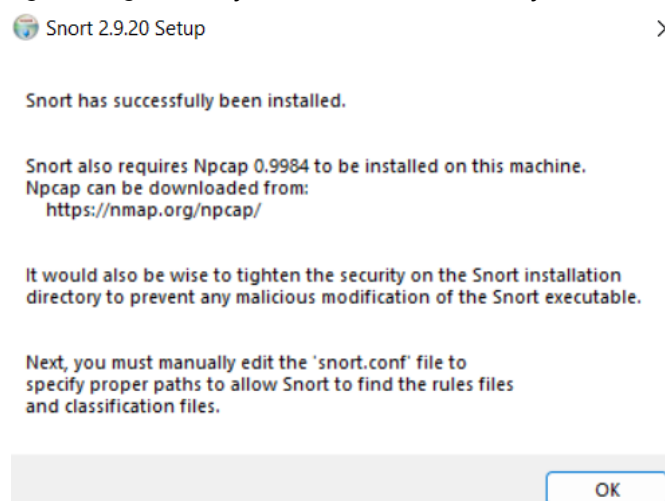 Snort 2.9.20 Setup
Snort has successfully been installed.
Snort also requires Npcap 0.9984 to be installed on this machine.
Npcap can be downloaded from:
https://nmap.org/npcap/
It would also be wise to tighten the security on the Snort installation
directory to prevent any malicious modification of the Snort executable.
Next, you must manually edit the 'snort.conf' file to
specify proper paths to allow Snort to find the rules files
and classification files.
OK